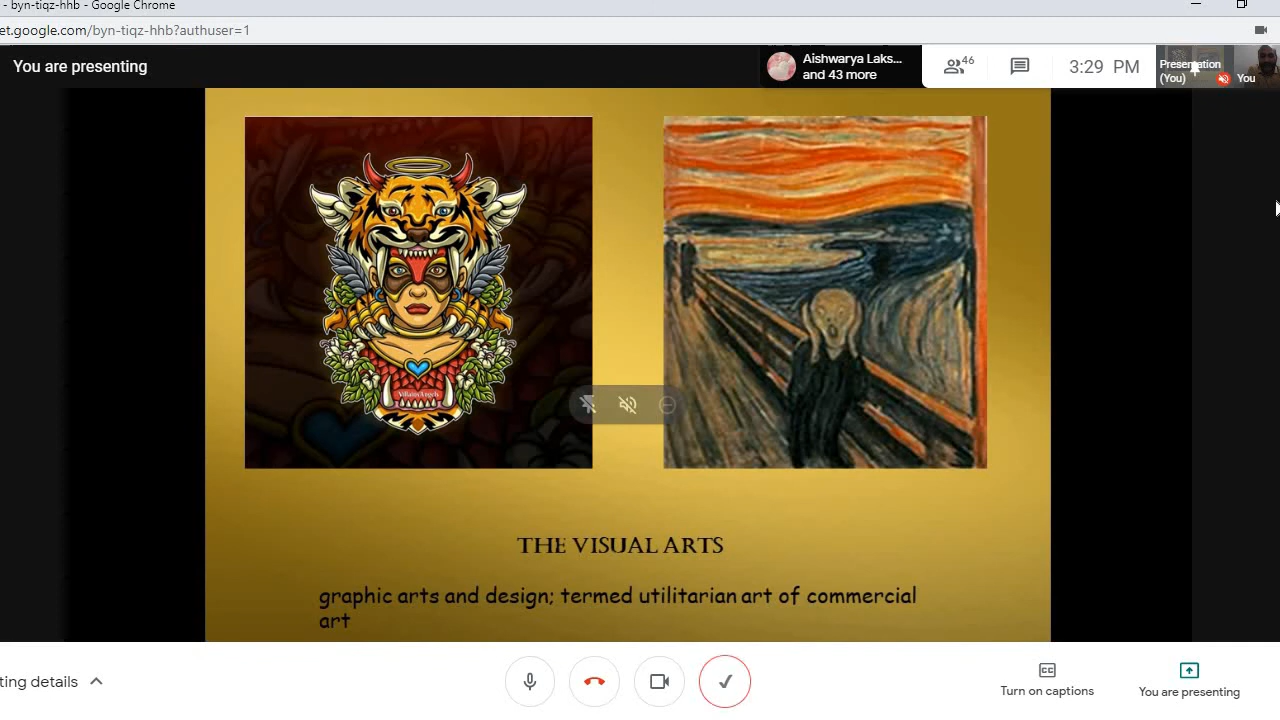 - byn-tiqz-hhb - Google Chrome
et.google.com/byn-tiqz-hhb?authuser=1
You are presenting
Aishwarya Laks...
and 43 more
46
3:29 PM
Presentation
(You)
You
THE VISUAL ARTS
graphic arts and design; termed utilitarian art of commercial
art
ting details
CC
Turn on captions
You are presenting